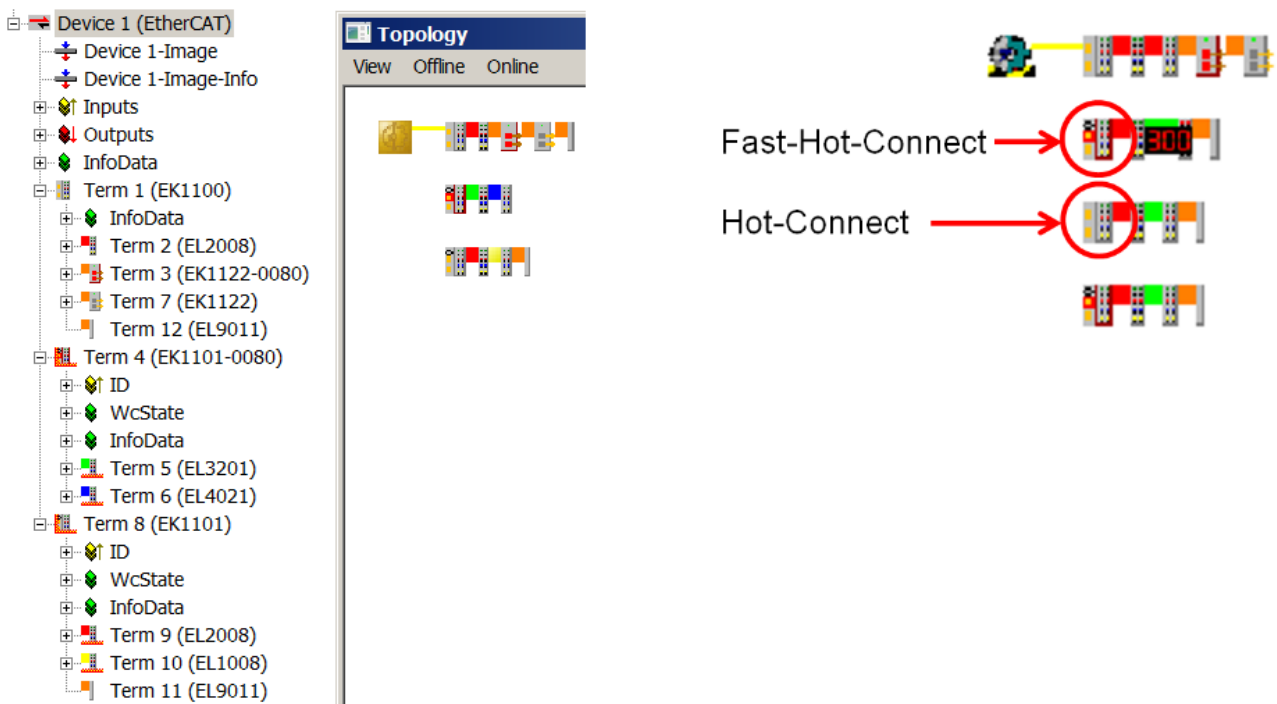 Device 1 (EtherCAT)
Device 1-Image
Device 1-Image-Info
Inputs
Outputs
InfoData
Term 1 (EK1100)
InfoData
Term 2 (EL2008)
Term 3 (EK1122-0080)
Term 7 (EK1122)
Term 12 (EL9011)
Term 4 (EK1101-0080)
ID
WcState
InfoData
Term 5 (EL3201)
Term 6 (EL4021)
Term 8 (EK1101)
ID
WcState
InfoData
Term 9 (EL2008)
Term 10 (EL1008)
Term 11 (EL9011)
Topology
View Offline Online
Fast-Hot-Connect
300
Hot-Connect